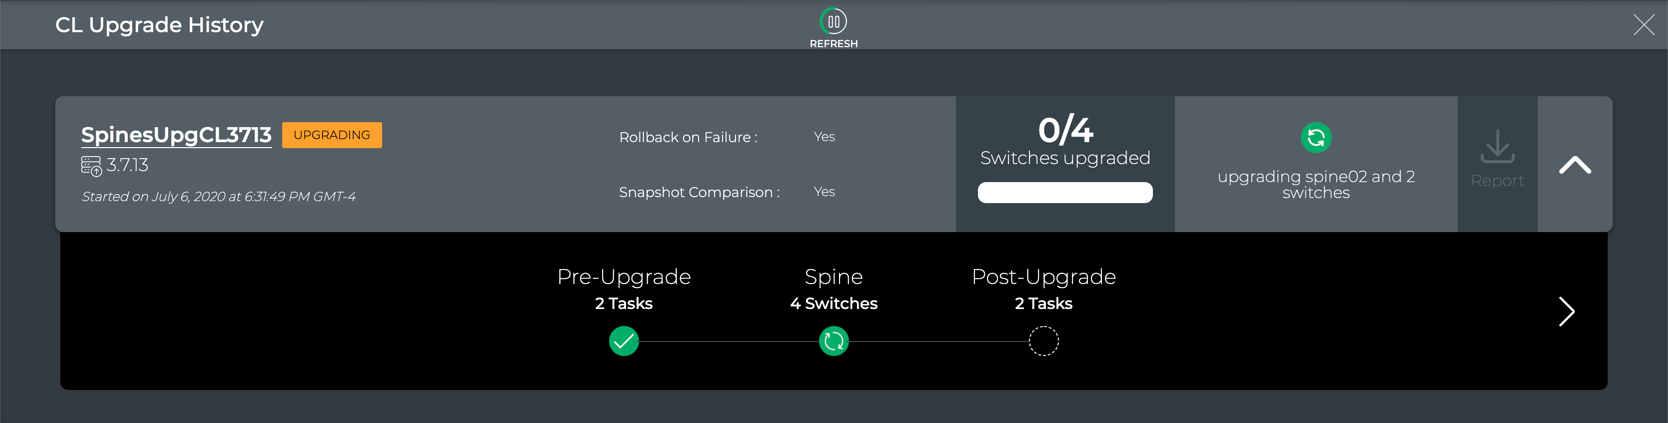 CL Upgrade History
REFRESH
SpinesUpgCL3713
UPGRADING
3.7.13
Started on July 6, 2020 at 6:31:49 PM GMT-4
Rollback on Failure : Yes
Snapshot Comparison : Yes
0/4
Switches upgraded
upgrading spine02 and 2
switches
Report
Pre-Upgrade
2 Tasks
Spine
4 Switches
Post-Upgrade
2 Tasks